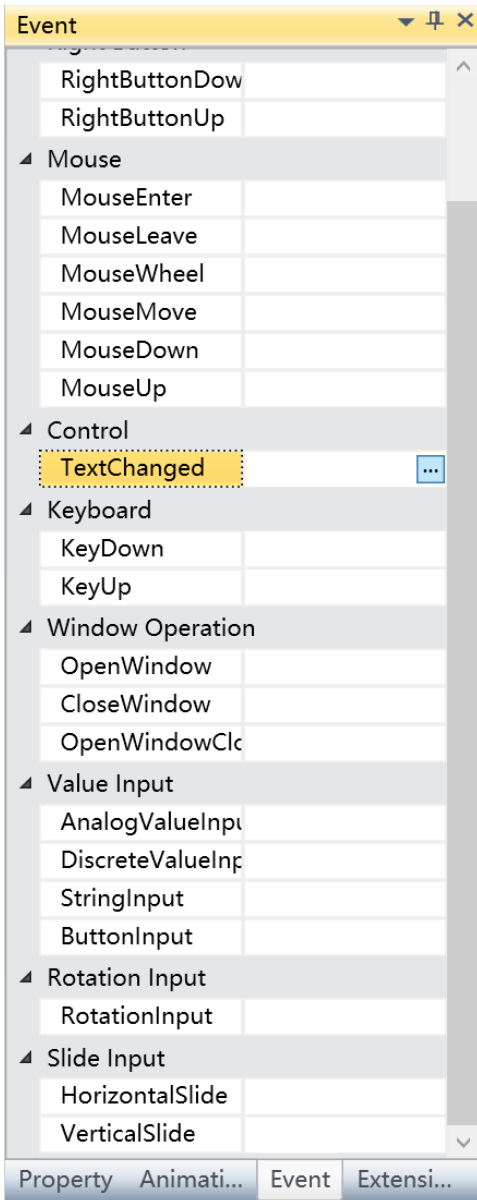 Event
RightButtonDow
RightButtonUp
Mouse
MouseEnter
MouseLeave
MouseWheel
MouseMove
MouseDown
MouseUp
Control
TextChanged
...
Keyboard
KeyDown
KeyUp
Window Operation
OpenWindow
CloseWindow
OpenWindowClo
Value Input
AnalogValueInpu
DiscreteValueInp
StringInput
ButtonInput
Rotation Input
RotationInput
Slide Input
HorizontalSlide
VerticalSlide
Property Animati... Event Extensi...